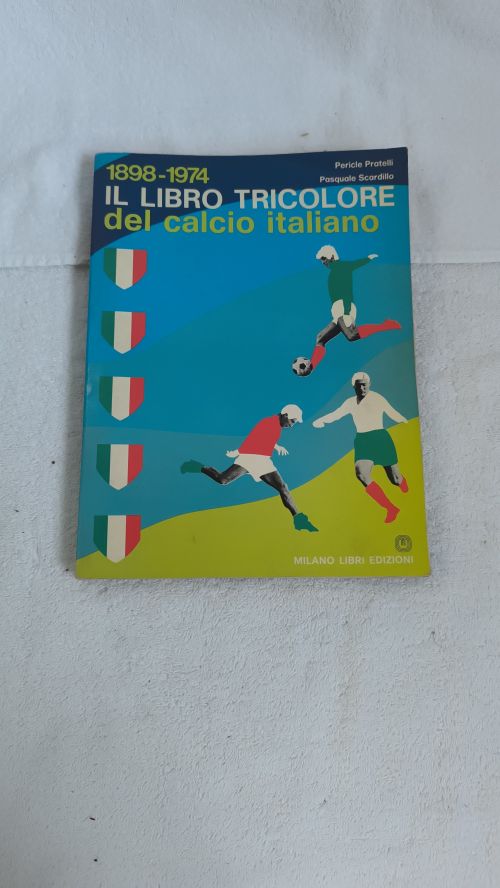 1898-1974
Pericle Pratelli
Pasquale Scardillo
IL LIBRO TRICOLORE
del calcio italiano
MILANO LIBRI EDIZIONI